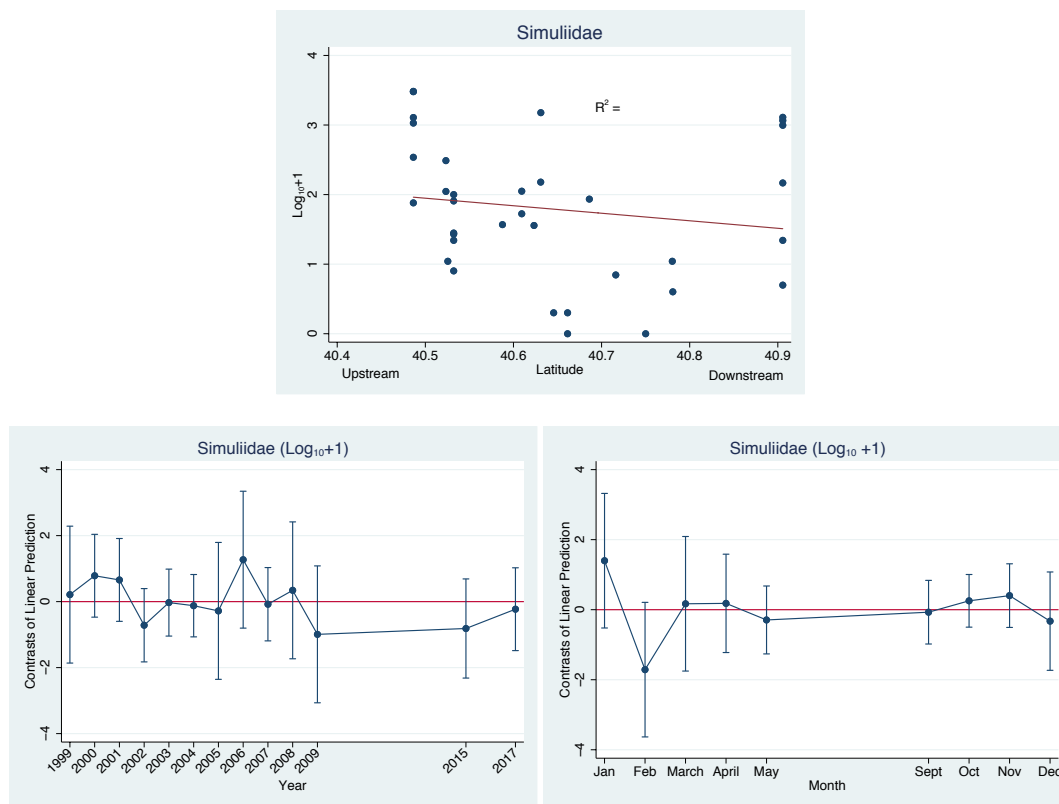 Simuliidae
R² =
Log₁₀+1
4
3
2
1
0
40.4 40.5 40.6 40.7 40.8 40.9
Upstream Latitude Downstream
Simuliidae (Log₁₀+1)
Contrasts of Linear Prediction
4
2
0
-2
-4
1999 2000 2001 2002 2003 2004 2005 2006 2007 2008 2009 2015 2017
Year
Simuliidae (Log₁₀ +1)
Contrasts of Linear Prediction
4
2
0
-2
-4
Jan Feb March April May Sept Oct Nov Dec
Month